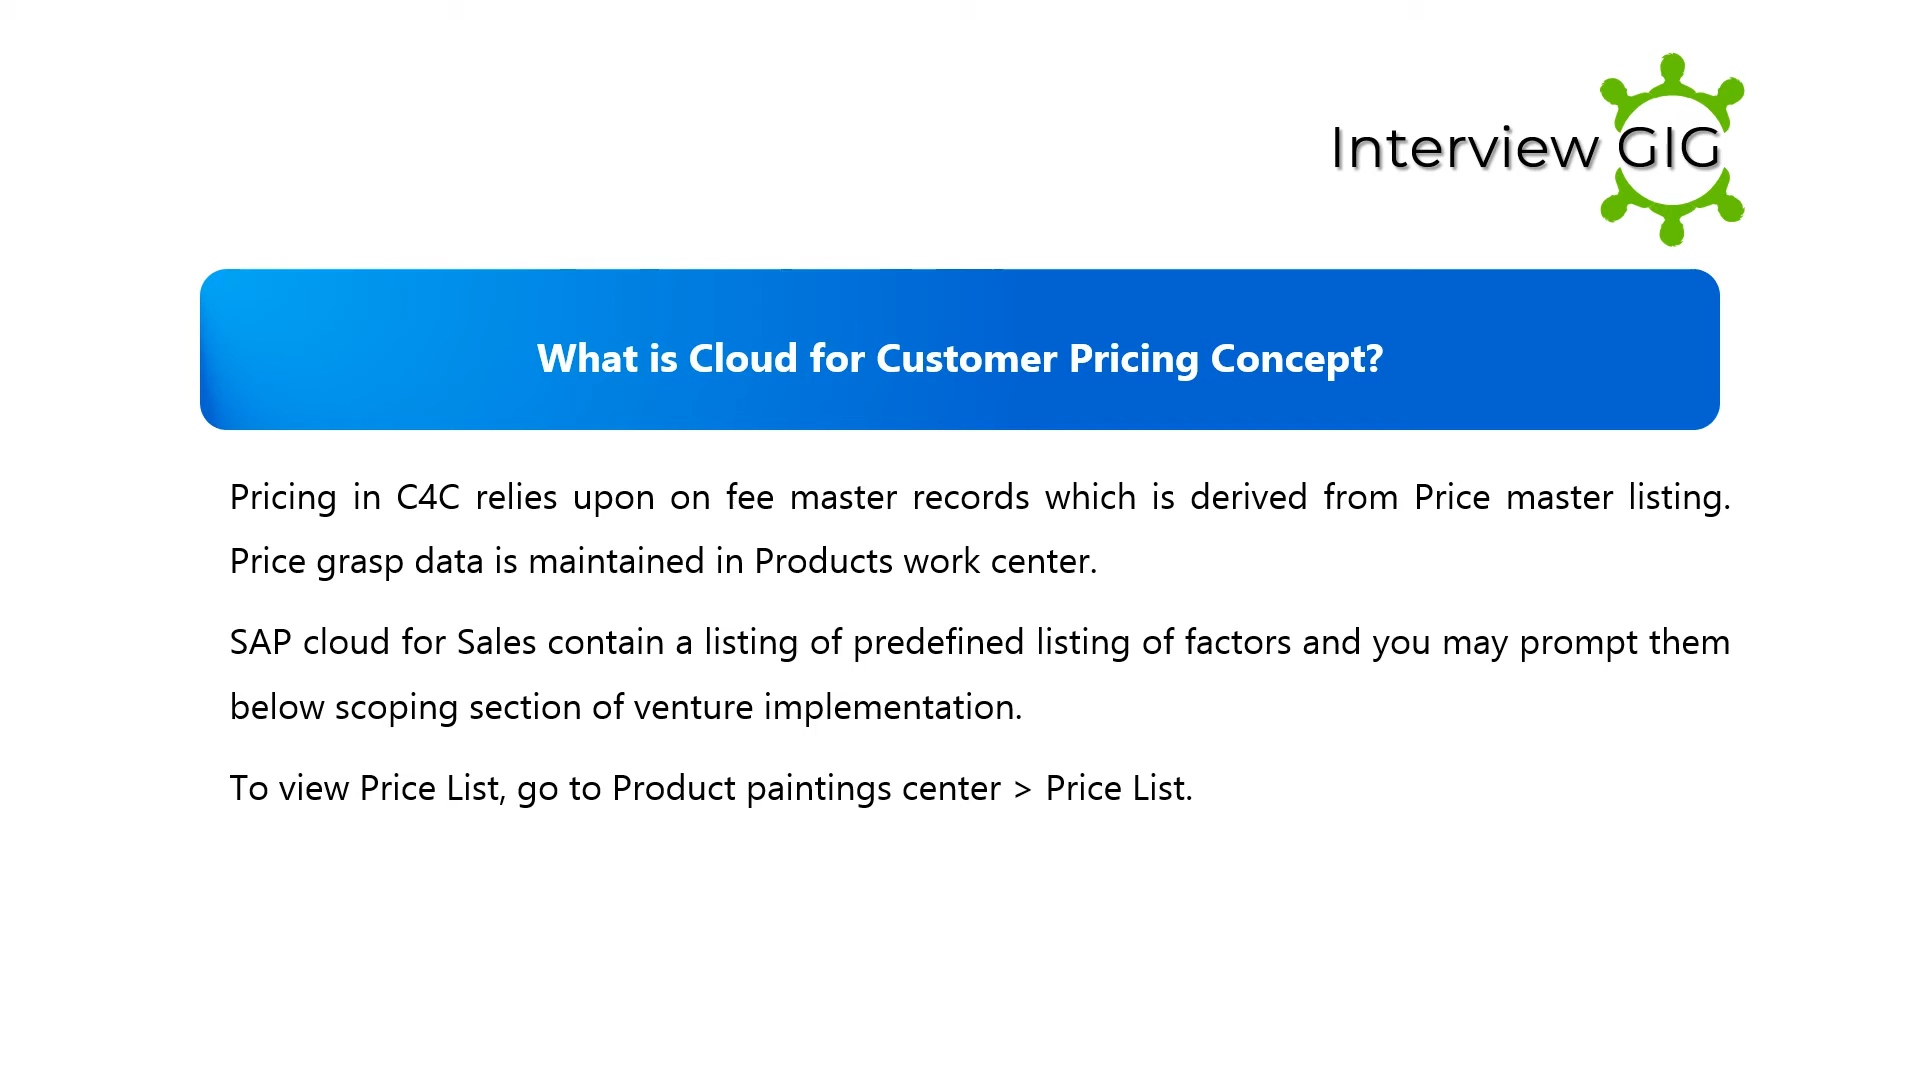 Interview GIG
What is Cloud for Customer Pricing Concept?
Pricing in C4C relies upon on fee master records which is derived from Price master listing.
Price grasp data is maintained in Products work center.
SAP cloud for Sales contain a listing of predefined listing of factors and you may prompt them
below scoping section of venture implementation.
To view Price List, go to Product paintings center > Price List.